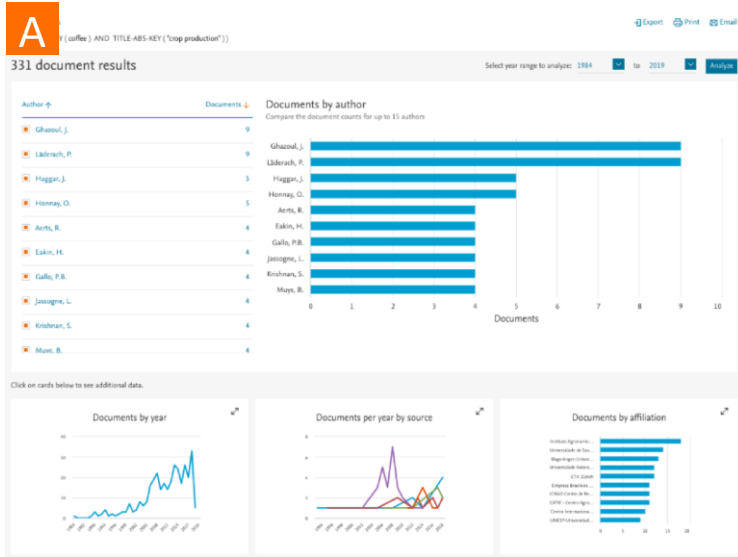 A
Export Print Email
Y ( coffee ) AND TITLE-ABS-KEY ( "crop production" ) )
331 document results
Select year range to analyze: 1984 to 2019 Analyze
Author Documents
Ghazoul, J. 9
Läderach, P. 9
Haggar, J. 5
Honnay, O. 5
Aerts, R. 4
Eakin, H. 4
Gallo, P.B. 4
Jassogne, L. 4
Krishnan, S. 4
Muys, B. 4
Documents by author
Compare the document counts for up to 15 authors
Ghazoul, J.
Läderach, P.
Haggar, J.
Honnay, O.
Aerts, R.
Eakin, H.
Gallo, P.B.
Jassogne, L.
Krishnan, S.
Muys, B.
0 1 2 3 4 5 6 7 8 9 10
Documents
Click on cards below to see additional data.
Documents by year
Documents per year by source
Documents by affiliation